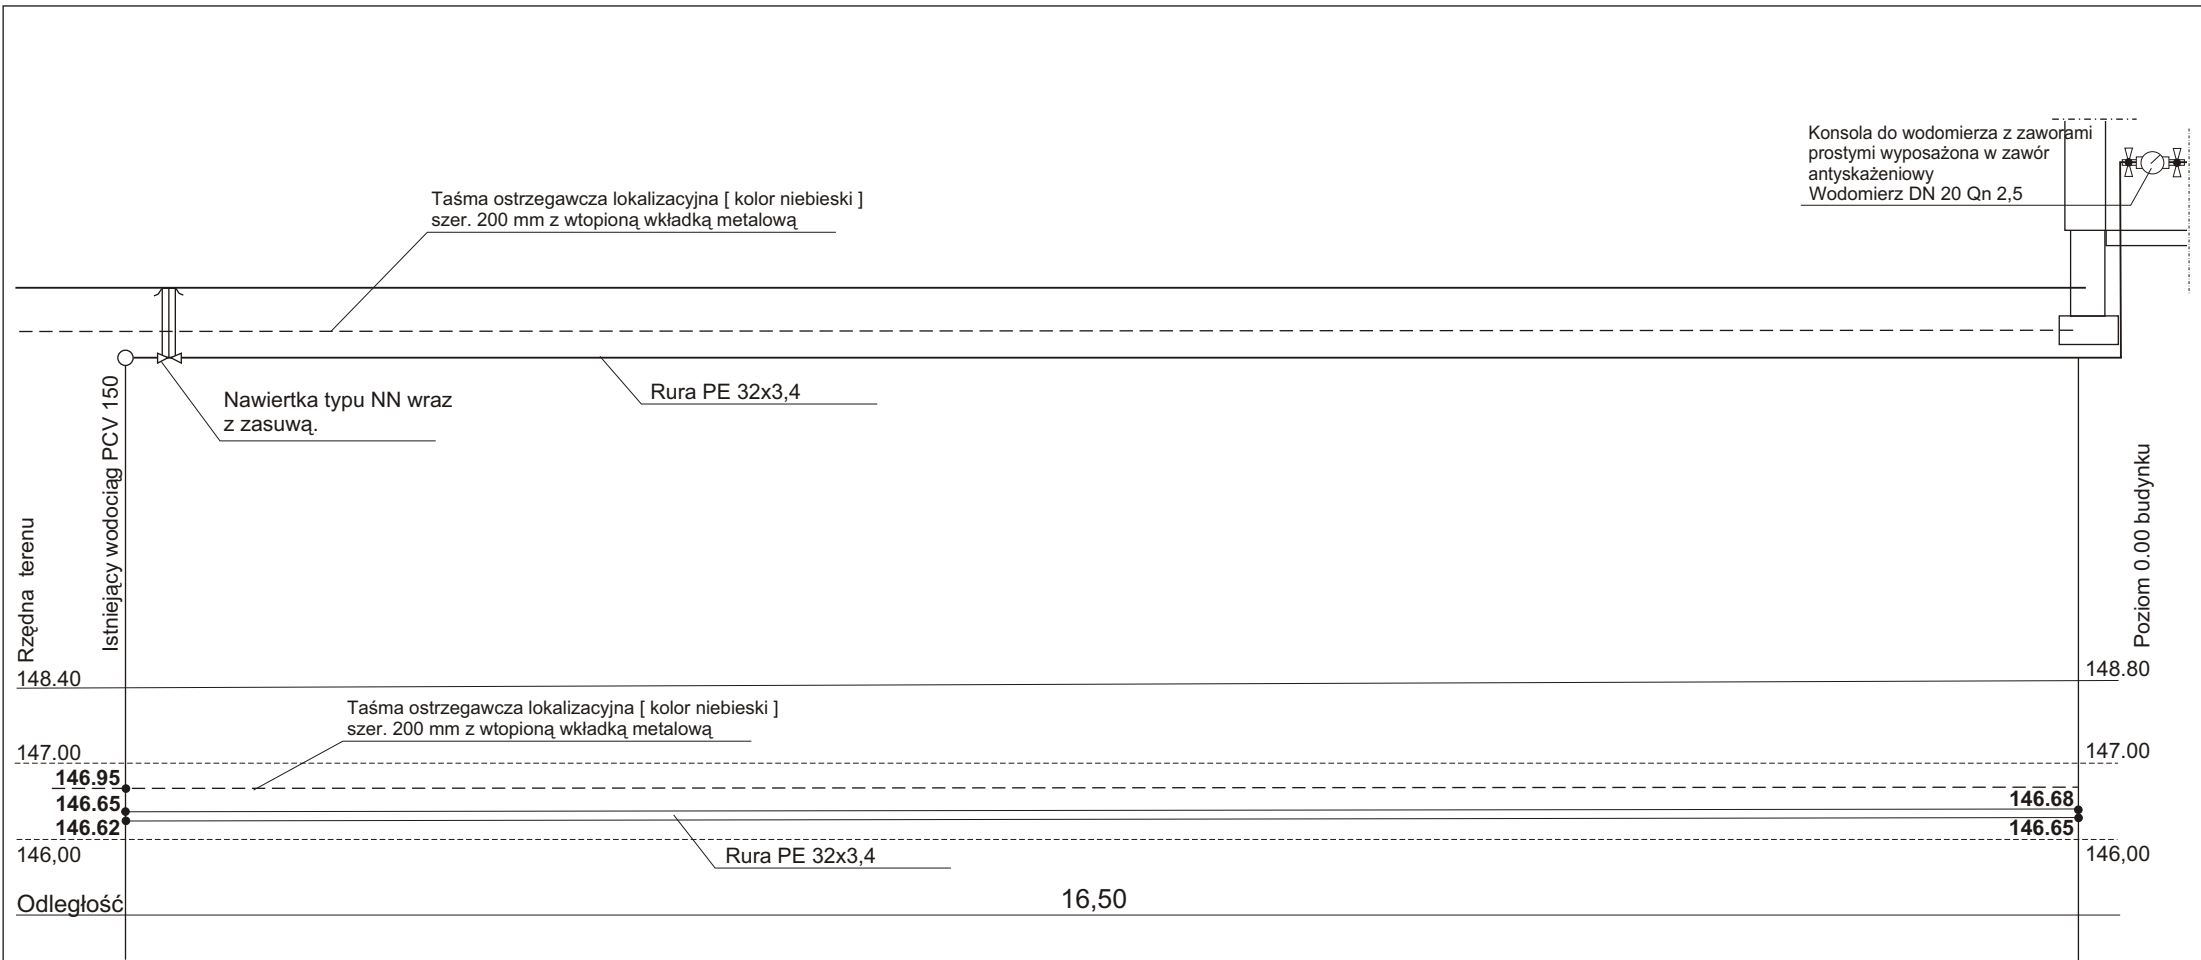 Konsola do wodomierza z zaworami
prostymi wyposażona w zawór
antyskażeniowy
Wodomierz DN 20 Qn 2,5
Taśma ostrzegawcza lokalizacyjna [ kolor niebieski ]
szer. 200 mm z wtopioną wkładką metalową
Rura PE 32x3,4
Nawiertka typu NN wraz
z zasuwą.
Rzędna terenu
Istniejący wodociąg PCV 150
Poziom 0.00 budynku
148.40
148.80
Taśma ostrzegawcza lokalizacyjna [ kolor niebieski ]
szer. 200 mm z wtopioną wkładką metalową
147.00
147.00
146.95
146.65
146.68
146.62
146.65
146,00
Rura PE 32x3,4
146,00
Odległość
16,50